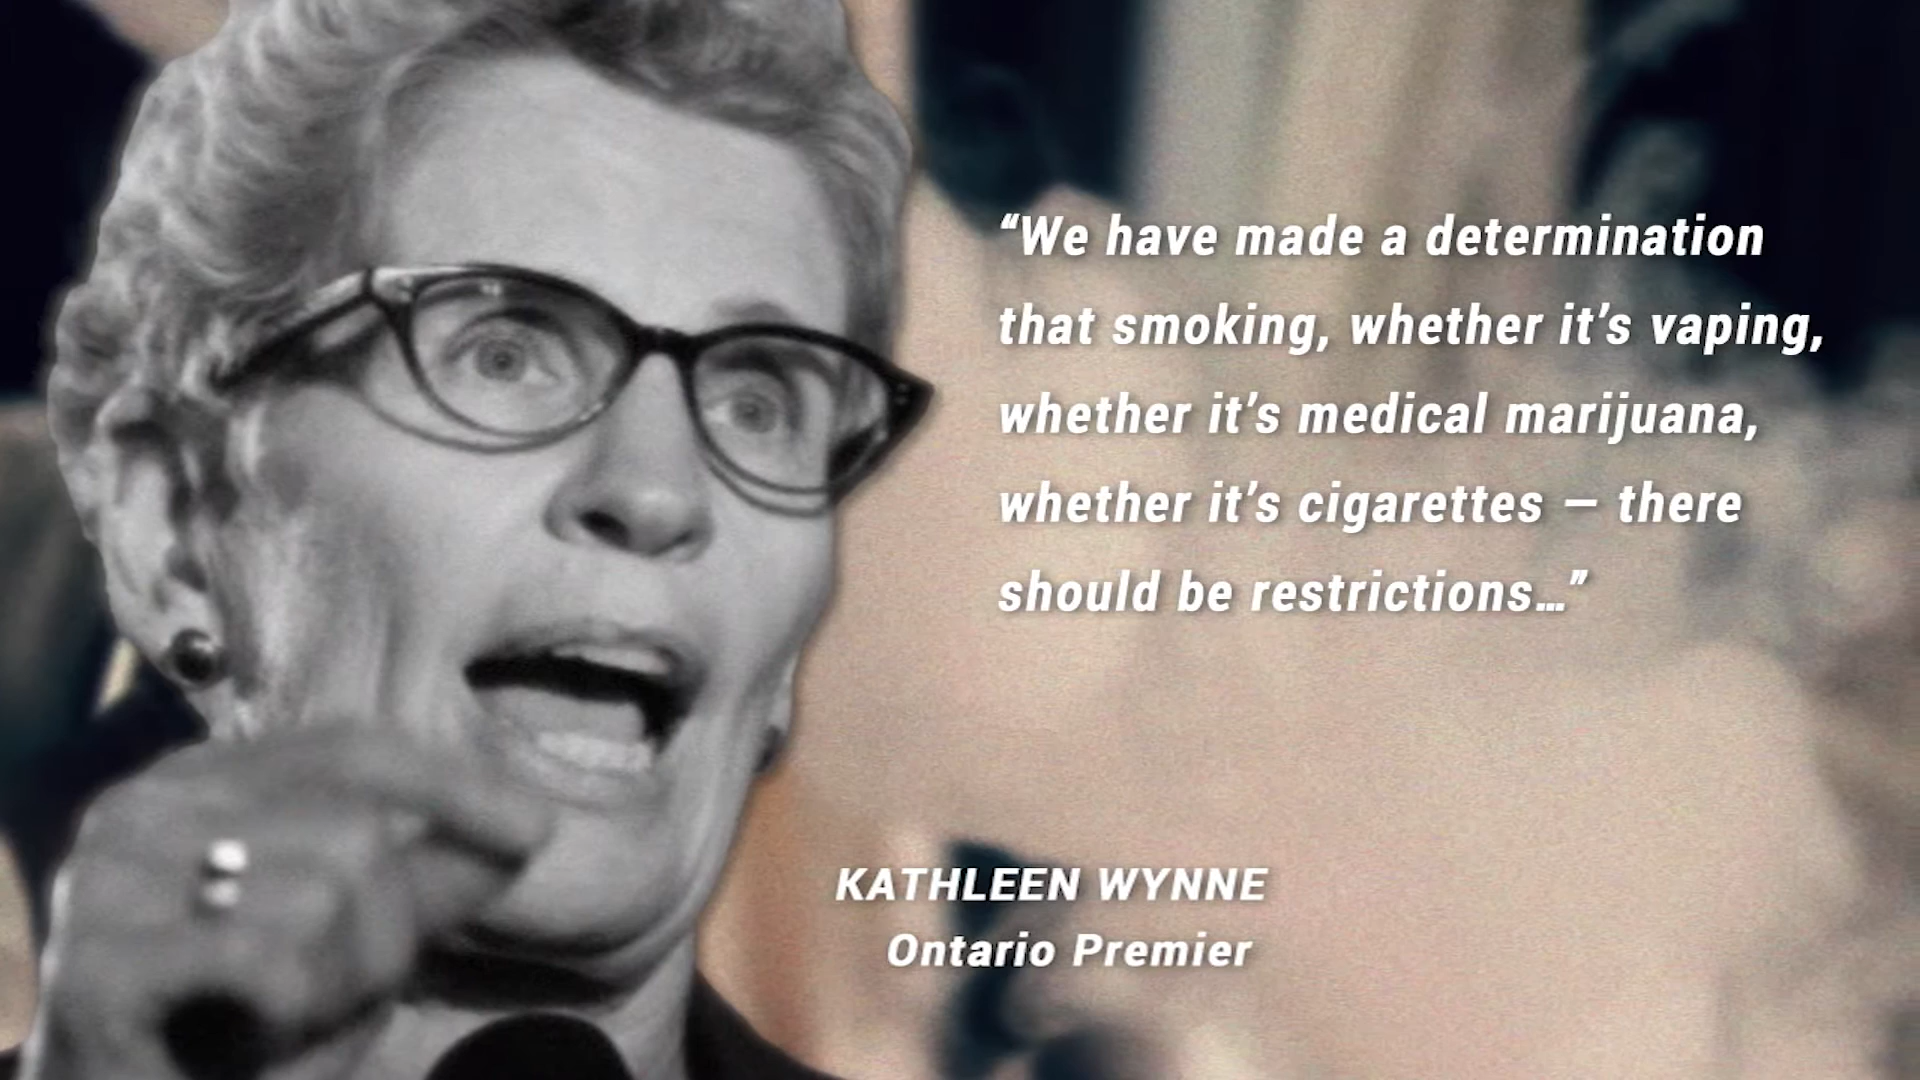 “We have made a determination
that smoking, whether it’s vaping,
whether it’s medical marijuana,
whether it’s cigarettes – there
should be restrictions...”
KATHLEEN WYNNE
Ontario Premier